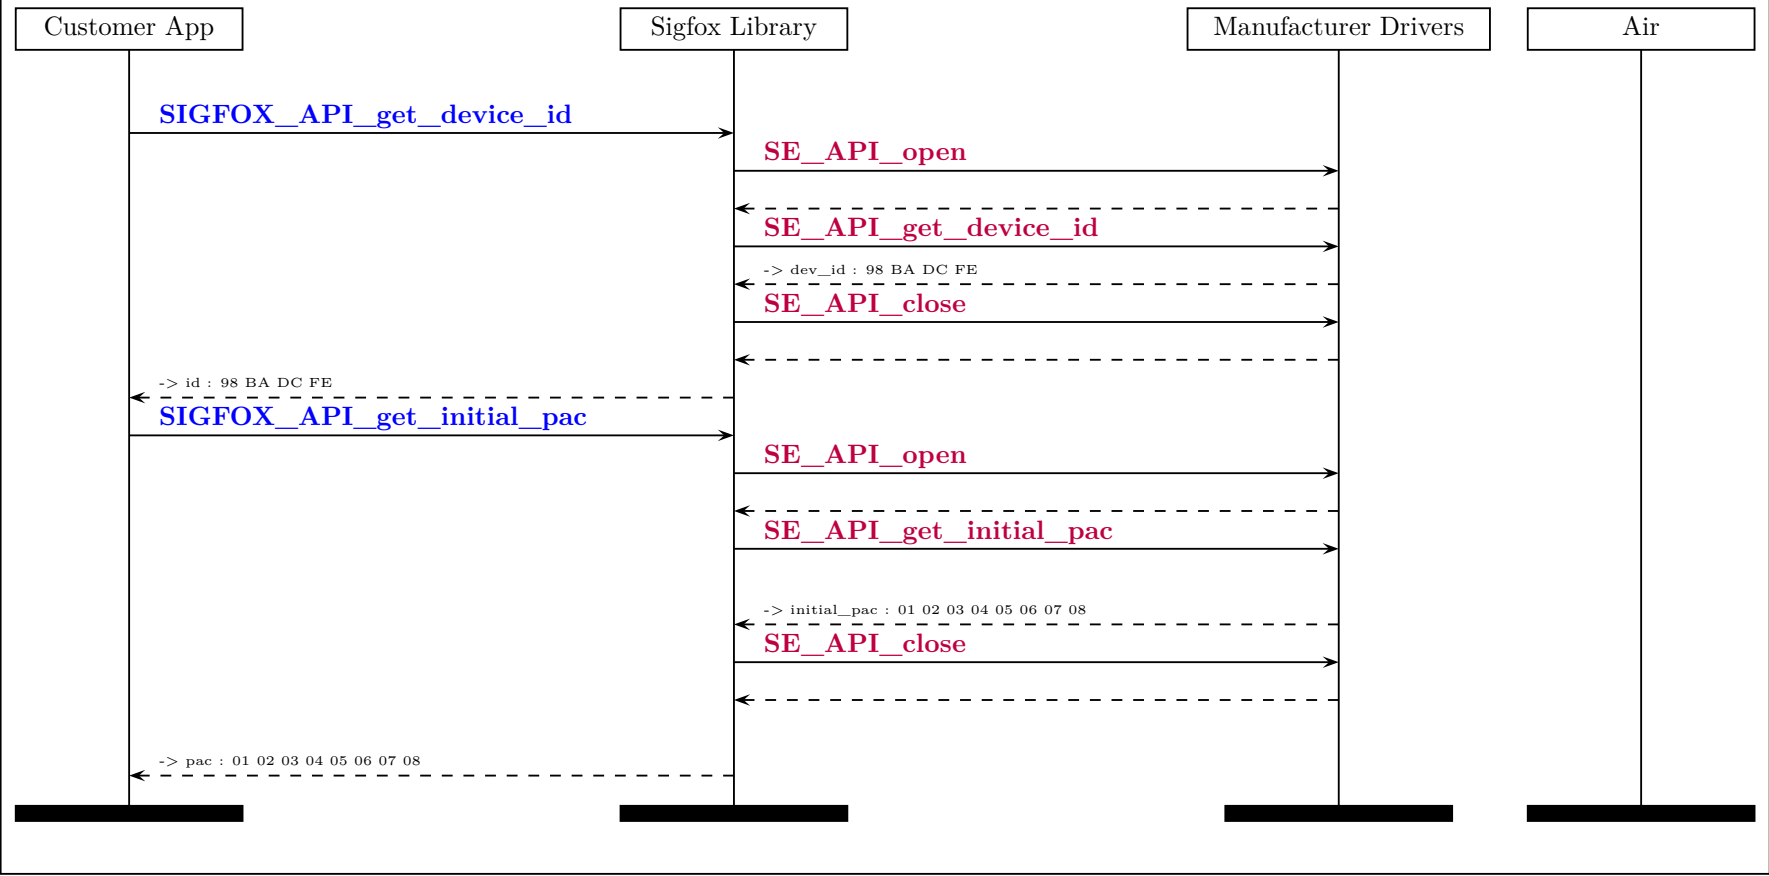 Customer App
Sigfox Library
Manufacturer Drivers
Air
SIGFOX_API_get_device_id
SE_API_open
SE_API_get_device_id
-> dev_id : 98 BA DC FE
SE_API_close
-> id : 98 BA DC FE
SIGFOX_API_get_initial_pac
SE_API_open
SE_API_get_initial_pac
-> initial_pac : 01 02 03 04 05 06 07 08
SE_API_close
-> pac : 01 02 03 04 05 06 07 08